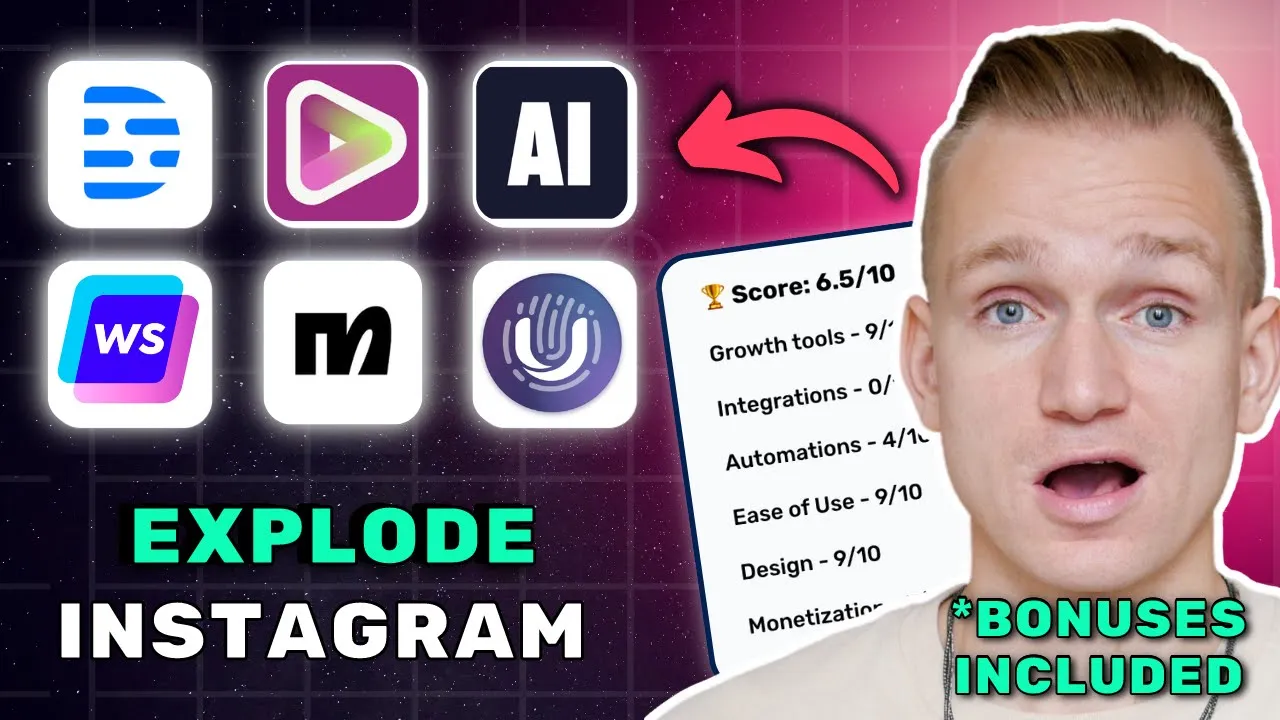 AI
WS
m
U
🏆 Score: 6.5/10
Growth tools - 9/
Integrations - 0/
Automations - 4/10
Ease of Use - 9/10
Design - 9/10
Monetization
EXPLODE
INSTAGRAM
*BONUSES
INCLUDED